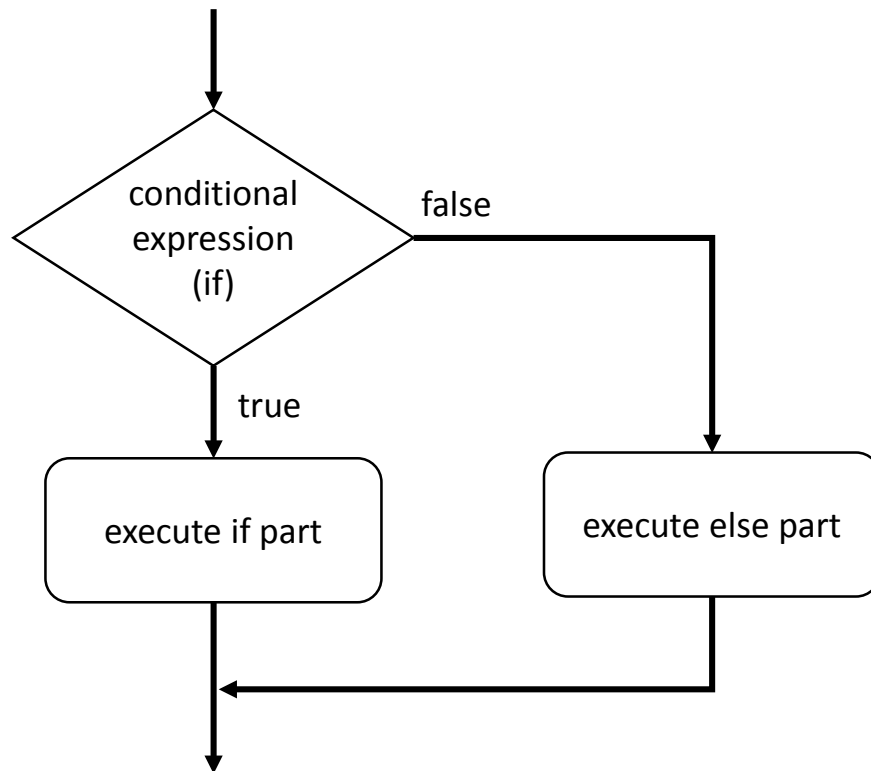 conditional
expression
(if)
false
true
execute if part
execute else part